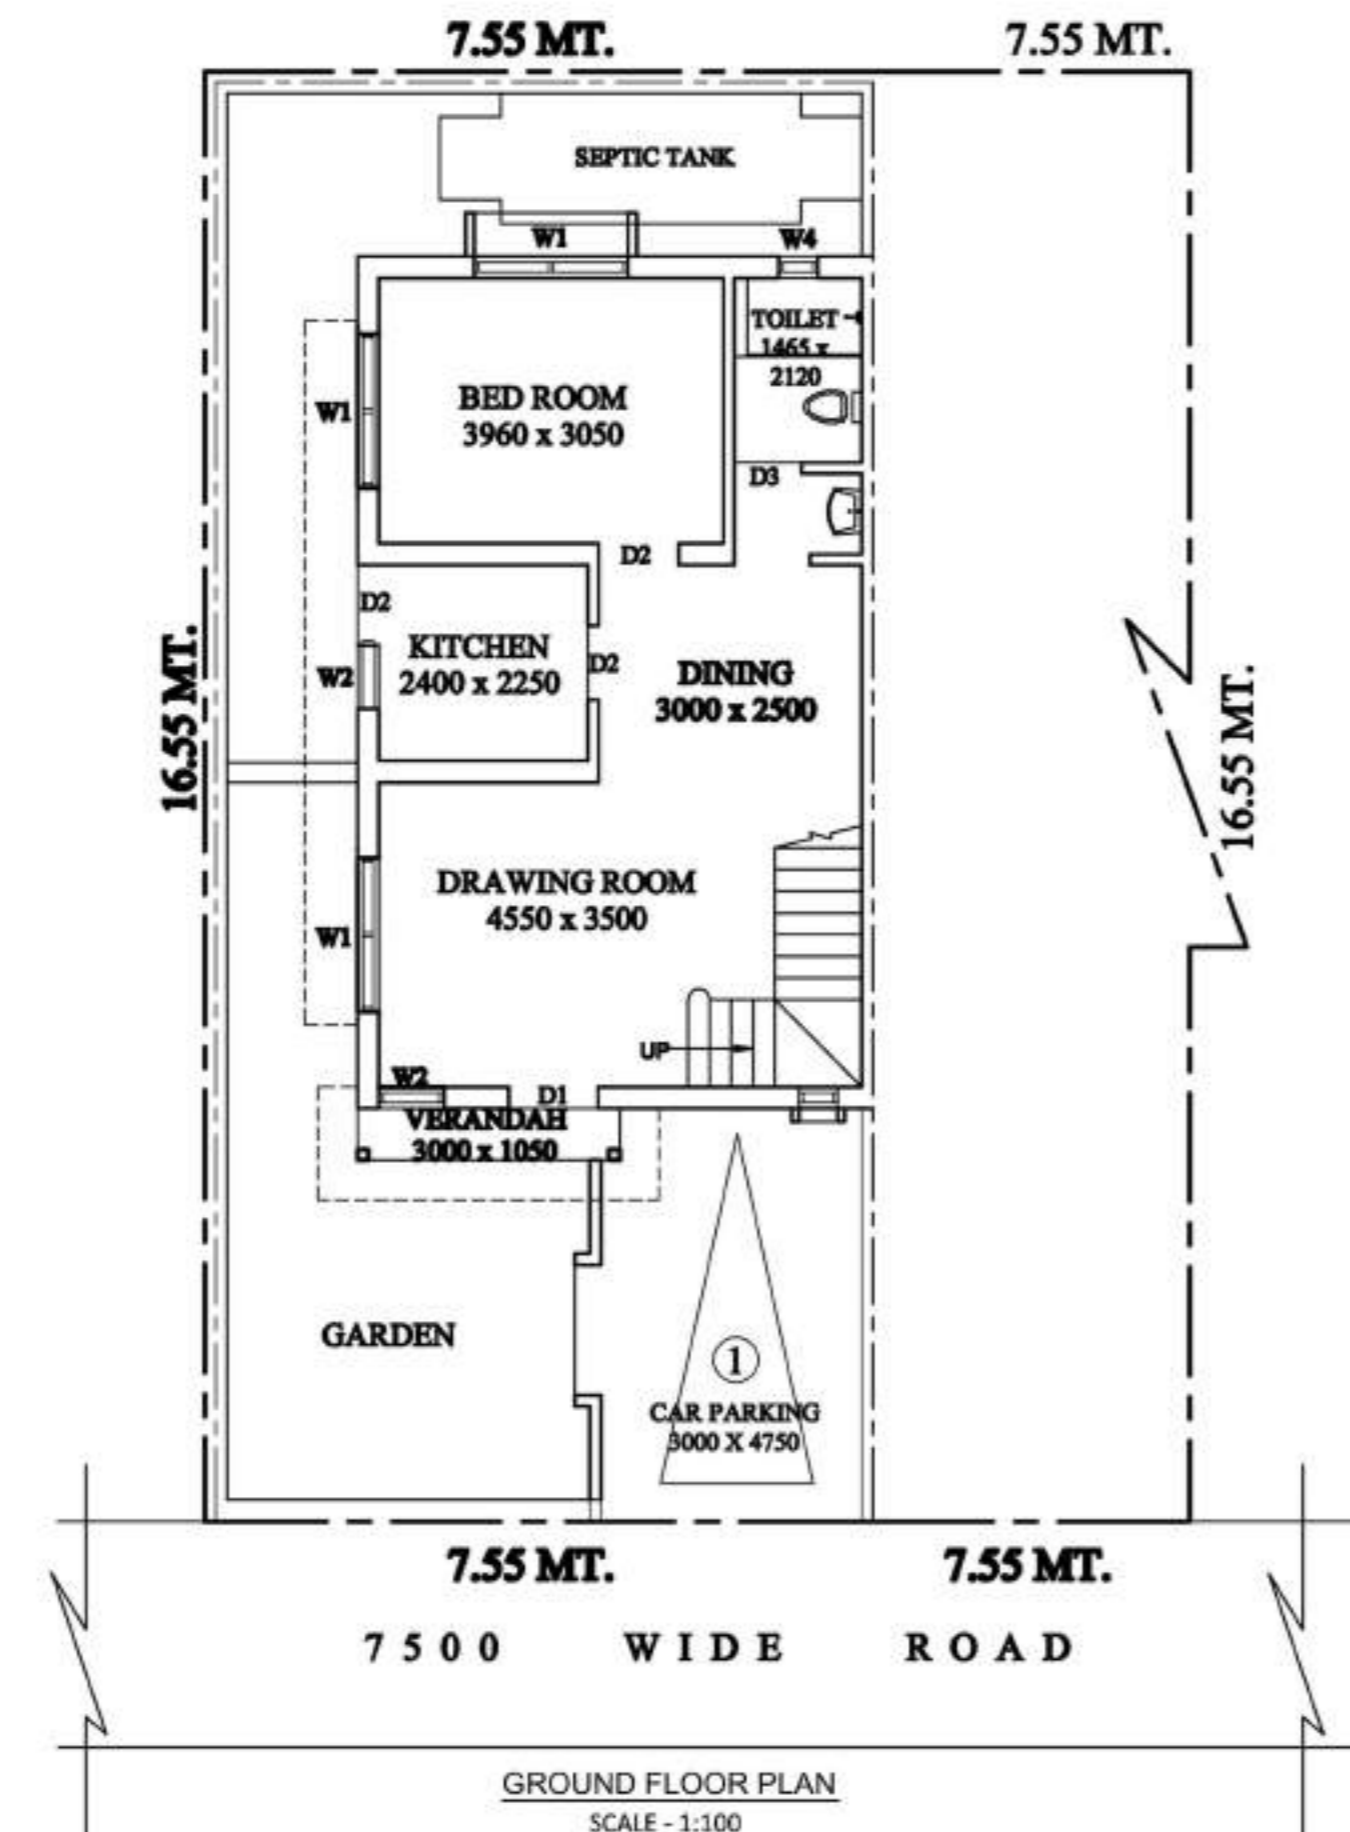 7.55 MT.
7.55 MT.
SEPTIC TANK
W1
W4
TOILET
1465 x
2120
BED ROOM
3960 x 3050
W1
D3
D2
D2
KITCHEN
2400 x 2250
W2
D2
DINING
3000 x 2500
16.55 MT.
16.55 MT.
DRAWING ROOM
4550 x 3500
W1
UP
W2
D1
VERANDAH
3000 x 1050
GARDEN
1
CAR PARKING
3000 X 4750
7.55 MT.
7.55 MT.
7500 WIDE ROAD
GROUND FLOOR PLAN
SCALE - 1:100